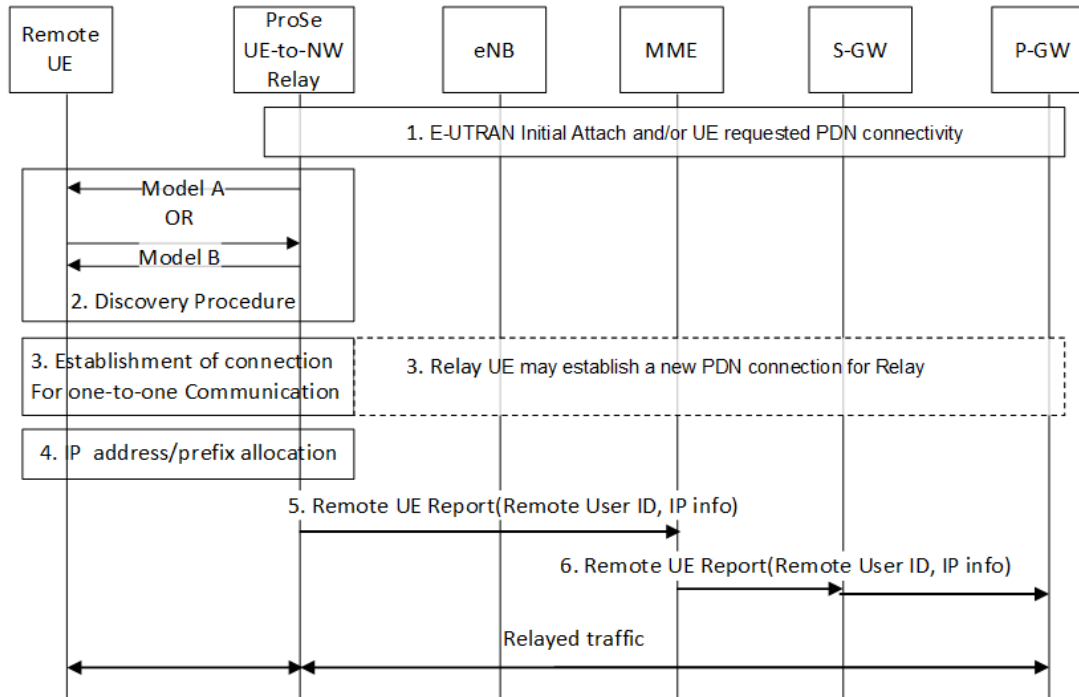 Remote
UE
ProSe
UE-to-NW
Relay
eNB
MME
S-GW
P-GW
1. E-UTRAN Initial Attach and/or UE requested PDN connectivity
Model A
OR
Model B
2. Discovery Procedure
3. Establishment of connection
For one-to-one Communication
3. Relay UE may establish a new PDN connection for Relay
4. IP address/prefix allocation
5. Remote UE Report(Remote User ID, IP info)
6. Remote UE Report(Remote User ID, IP info)
Relayed traffic